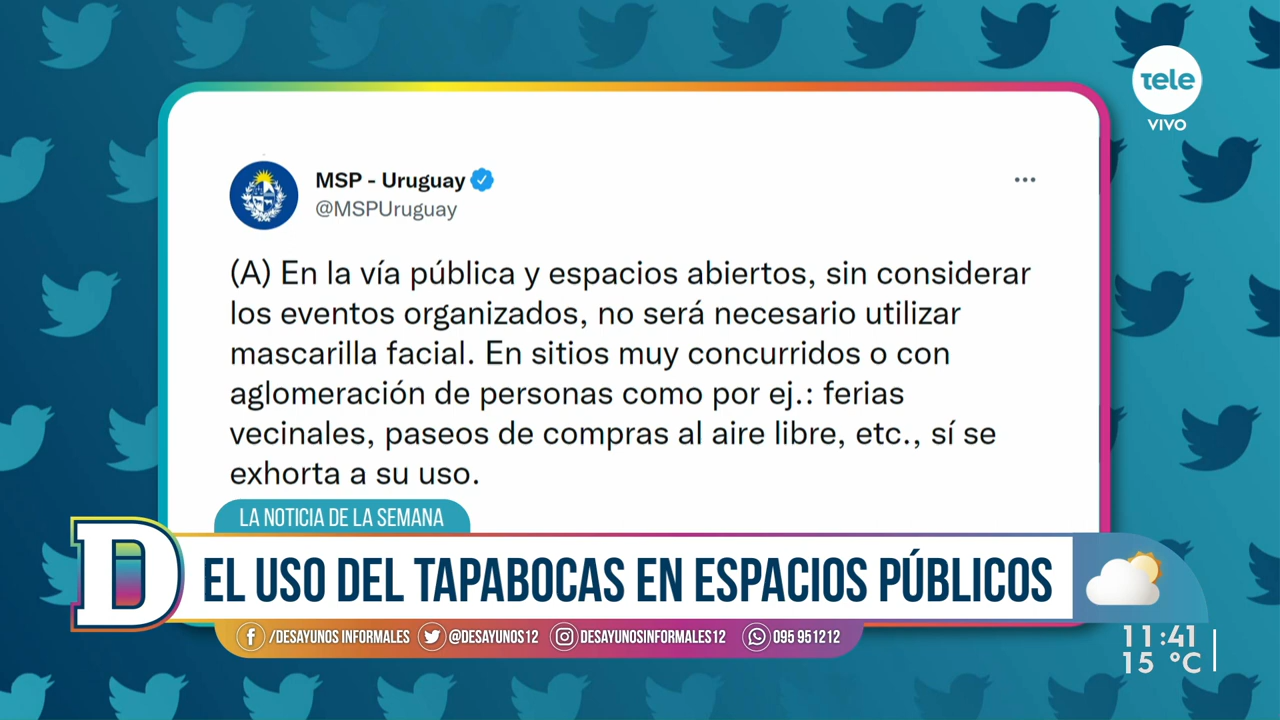 tele
VIVO
MSP - Uruguay
@MSPUruguay
(A) En la vía pública y espacios abiertos, sin considerar
los eventos organizados, no será necesario utilizar
mascarilla facial. En sitios muy concurridos o con
aglomeración de personas como por ej.: ferias
vecinales, paseos de compras al aire libre, etc., sí se
exhorta a su uso.
LA NOTICIA DE LA SEMANA
Di
EL USO DEL TAPABOCAS EN ESPACIOS PÚBLICOS
/DESAYUNOS INFORMALES @DESAYUNOS12 DESAYUNOSINFORMALES12 095 951212
11:41
15 °C